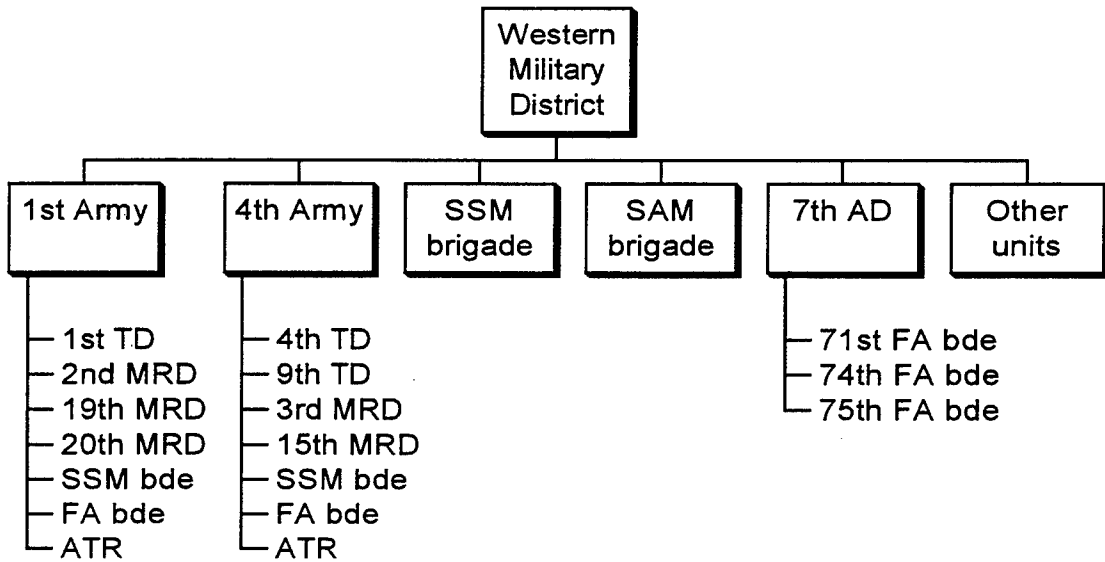 Western
Military
District
1st Army
4th Army
SSM
brigade
SAM
brigade
7th AD
Other
units
1st TD
2nd MRD
19th MRD
20th MRD
SSM bde
FA bde
ATR
4th TD
9th TD
3rd MRD
15th MRD
SSM bde
FA bde
ATR
71st FA bde
74th FA bde
75th FA bde